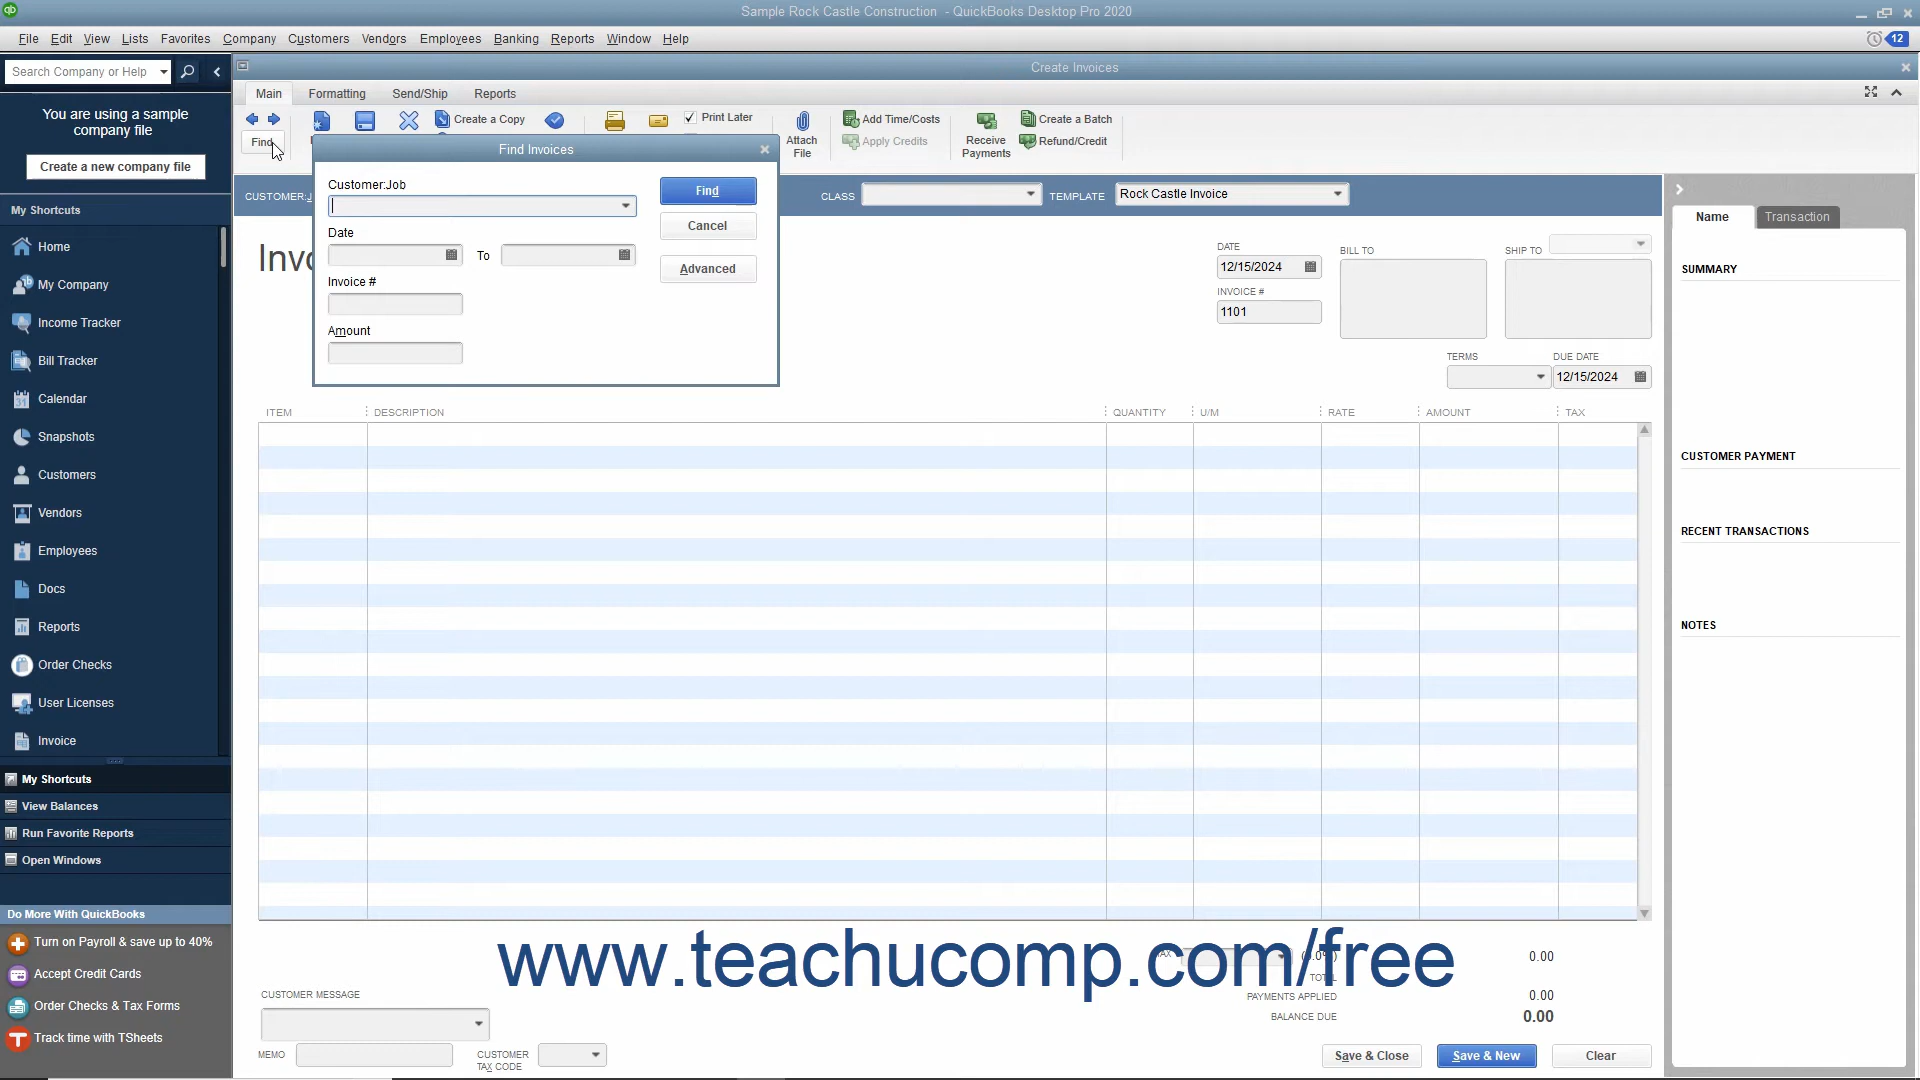 Sample Rock Castle Construction - QuickBooks Desktop Pro 2020
File Edit View Lists Favorites Company Customers Vendors Employees Banking Reports Window Help
12
Search Company or Help
Create Invoices
You are using a sample
company file
Create a new company file
My Shortcuts
Home
My Company
Income Tracker
Bill Tracker
Calendar
Snapshots
Customers
Vendors
Employees
Docs
Reports
Order Checks
User Licenses
Invoice
My Shortcuts
View Balances
Run Favorite Reports
Open Windows
Do More With QuickBooks
Turn on Payroll & save up to 40%
Accept Credit Cards
Order Checks & Tax Forms
Track time with TSheets
Main Formatting Send/Ship Reports
Find
Create a Copy
Print Later
Attach
File
Add Time/Costs
Apply Credits
Receive
Payments
Create a Batch
Refund/Credit
Find Invoices
Customer:Job
Date
To
Invoice #
Amount
Find
Cancel
Advanced
CUSTOMER:J
CLASS
TEMPLATE Rock Castle Invoice
Invo
DATE
12/15/2024
INVOICE #
1101
BILL TO
SHIP TO
TERMS
DUE DATE
12/15/2024
ITEM DESCRIPTION QUANTITY U/M RATE AMOUNT TAX
www.teachucomp.com/free
0.00
TOTAL
PAYMENTS APPLIED 0.00
BALANCE DUE 0.00
CUSTOMER MESSAGE
MEMO
CUSTOMER
TAX CODE
Save & Close
Save & New
Clear
Name Transaction
SUMMARY
CUSTOMER PAYMENT
RECENT TRANSACTIONS
NOTES